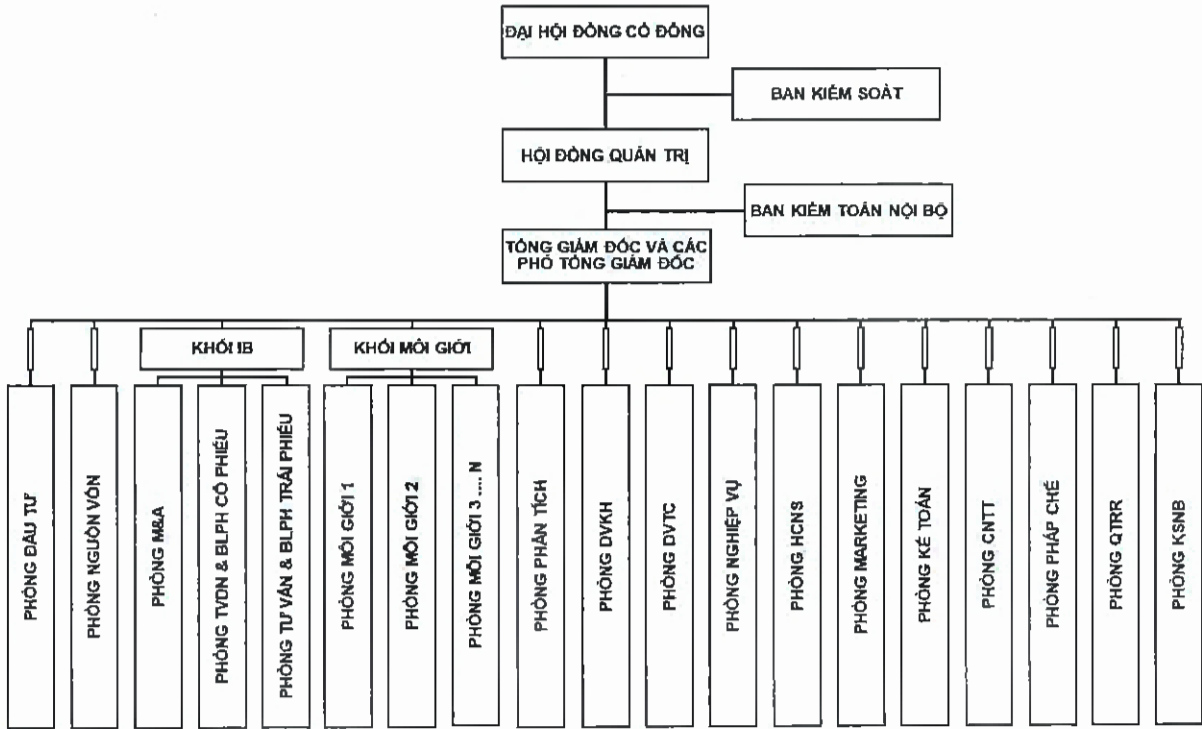 ĐẠI HỘI ĐỒNG CỔ ĐÔNG
BAN KIỂM SOÁT
HỘI ĐỒNG QUẢN TRỊ
BAN KIỂM TOÁN NỘI BỘ
TỔNG GIÁM ĐỐC VÀ CÁC
PHÓ TỔNG GIÁM ĐỐC
KHỐI IB
KHỐI MÔI GIỚI
PHÒNG ĐẦU TƯ
PHÒNG NGUỒN VỐN
PHÒNG M&A
PHÒNG TVDN & BLPH CỔ PHIẾU
PHÒNG TƯ VẤN & BLPH TRÁI PHIẾU
PHÒNG MÔI GIỚI 1
PHÒNG MÔI GIỚI 2
PHÒNG MÔI GIỚI 3 .... N
PHÒNG PHÂN TÍCH
PHÒNG DVKH
PHÒNG DVTC
PHÒNG NGHIỆP VỤ
PHÒNG HCNS
PHÒNG MARKETING
PHÒNG KẾ TOÁN
PHÒNG CNTT
PHÒNG PHÁP CHẾ
PHÒNG QTRR
PHÒNG KSNB